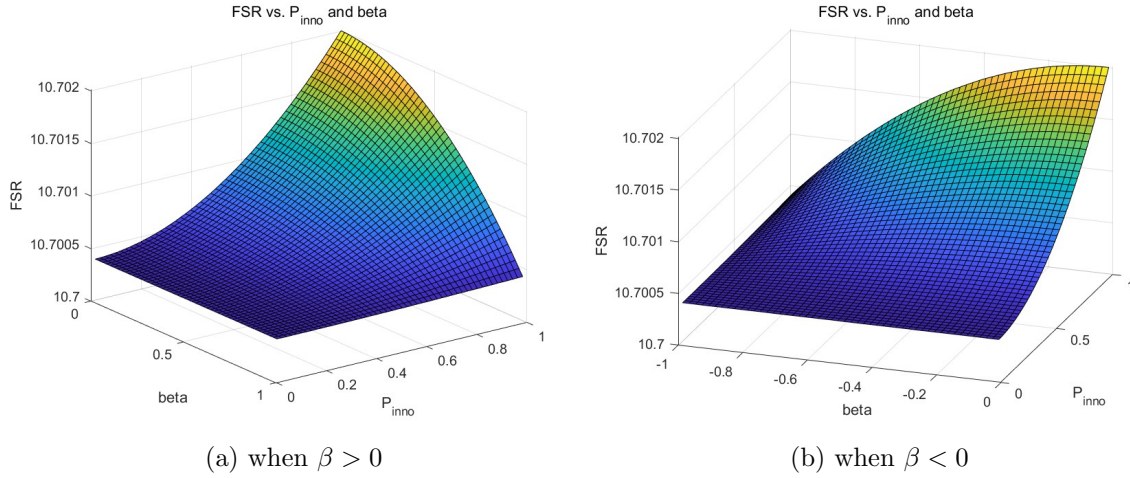 FSR vs. P_inno and beta
10.702
10.7015
10.701
10.7005
10.7
FSR
0
0.5
1
beta
0
0.2
0.4
0.6
0.8
1
P_inno
(a) when β > 0
FSR vs. P_inno and beta
10.702
10.7015
10.701
10.7005
10.7
FSR
-1
-0.8
-0.6
-0.4
-0.2
0
beta
0
0.5
1
P_inno
(b) when β < 0